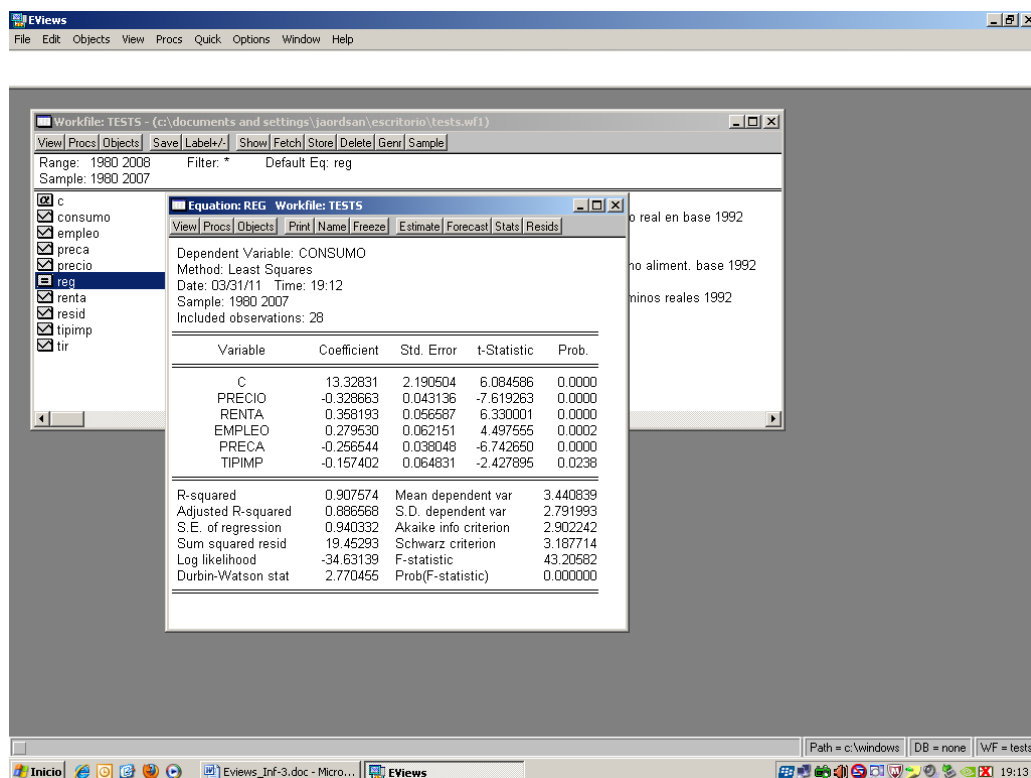 EViews
File Edit Objects View Procs Quick Options Window Help
Workfile: TESTS - (c:\documents and settings\jaordsan\escritorio\tests.wf1)
View Procs Objects Save Label+/- Show Fetch Store Delete Genr Sample
Range: 1980 2008 Filter: * Default Eq: reg
Sample: 1980 2007
c
consumo
empleo
preca
precio
reg
renta
resid
tipimp
tir
o real en base 1992
no aliment. base 1992
minos reales 1992
Equation: REG Workfile: TESTS
View Procs Objects Print Name Freeze Estimate Forecast Stats Resids
Dependent Variable: CONSUMO
Method: Least Squares
Date: 03/31/11 Time: 19:12
Sample: 1980 2007
Included observations: 28
Variable Coefficient Std. Error t-Statistic Prob.
C 13.32831 2.190504 6.084586 0.0000
PRECIO -0.328663 0.043136 -7.619263 0.0000
RENTA 0.358193 0.056587 6.330001 0.0000
EMPLEO 0.279530 0.062151 4.497555 0.0002
PRECA -0.256544 0.038048 -6.742650 0.0000
TIPIMP -0.157402 0.064831 -2.427895 0.0238
R-squared 0.907574 Mean dependent var 3.440839
Adjusted R-squared 0.886568 S.D. dependent var 2.791993
S.E. of regression 0.940332 Akaike info criterion 2.902242
Sum squared resid 19.45293 Schwarz criterion 3.187714
Log likelihood -34.63139 F-statistic 43.20582
Durbin-Watson stat 2.770455 Prob(F-statistic) 0.000000
Path = c:\windows DB = none WF = tests
Inicio Eviews_Inf-3.doc - Micro... EViews 19:13